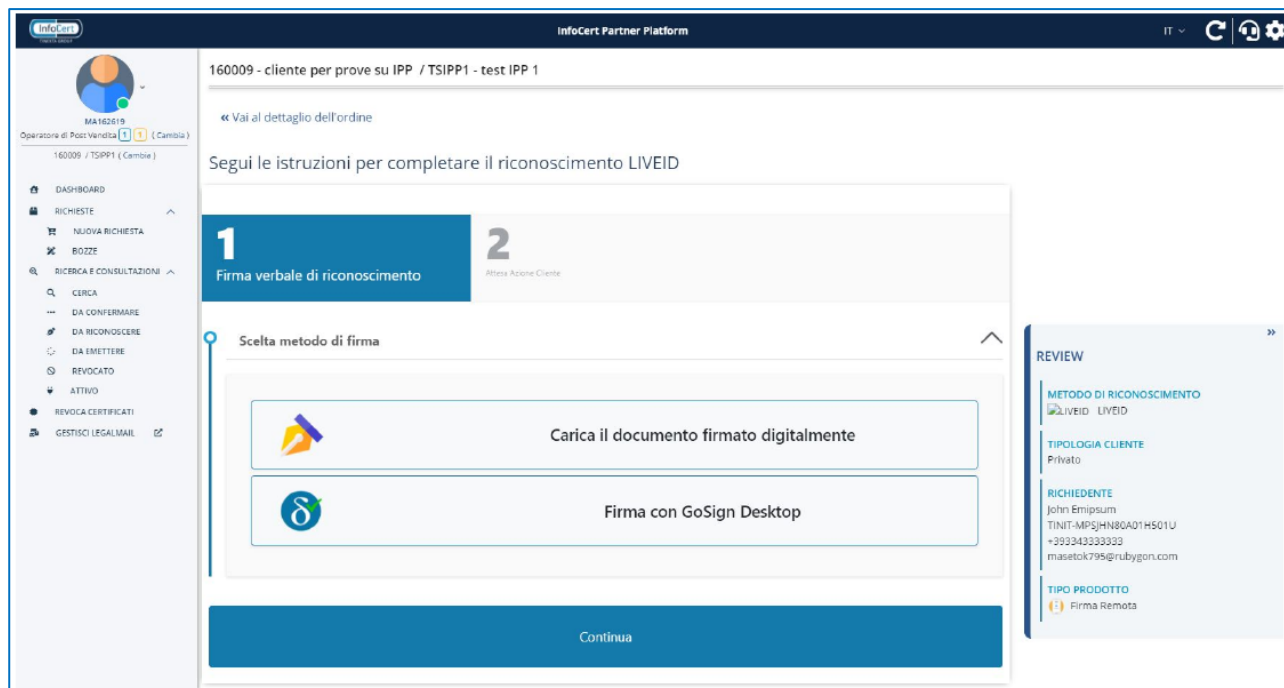 InfoCert
TINEXTA GROUP
InfoCert Partner Platform
IT
160009 - cliente per prove su IPP / TSIPP1 - test IPP 1
MA162619
Operatore di Post Vendita 1 1 ( Cambia )
160009 / TSIPP1 ( Cambia )
DASHBOARD
RICHIESTE
NUOVA RICHIESTA
BOZZE
RICERCA E CONSULTAZIONI
CERCA
DA CONFERMARE
DA RICONOSCERE
DA EMETTERE
REVOCATO
ATTIVO
REVOCA CERTIFICATI
GESTISCI LEGALMAIL
« Vai al dettaglio dell'ordine
Segui le istruzioni per completare il riconoscimento LIVEID
1
Firma verbale di riconoscimento
2
Attesa Azione Cliente
Scelta metodo di firma
Carica il documento firmato digitalmente
Firma con GoSign Desktop
Continua
»
REVIEW
METODO DI RICONOSCIMENTO
LIVEID LIVEID
TIPOLOGIA CLIENTE
Privato
RICHIEDENTE
John Emipsum
TINIT-MPSJHN80A01H501U
+393343333333
masetok795@rubygon.com
TIPO PRODOTTO
Firma Remota